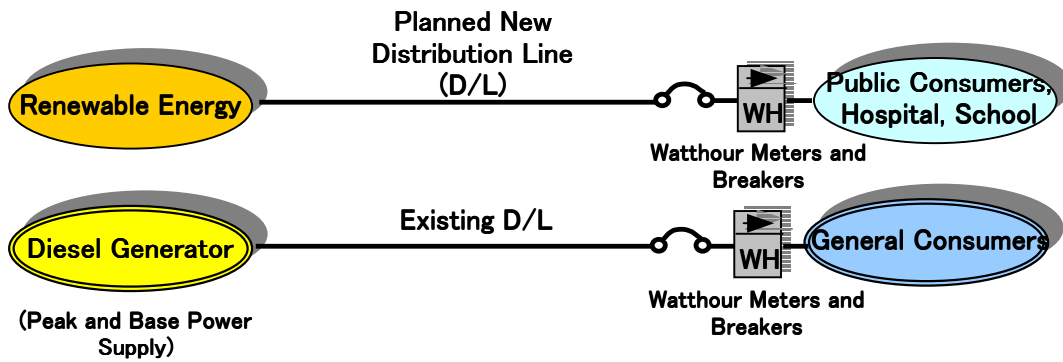 Planned New
Distribution Line
(D/L)
Renewable Energy
WH
Public Consumers,
Hospital, School
Watthour Meters and
Breakers
Existing D/L
Diesel Generator
WH
General Consumers
(Peak and Base Power
Supply)
Watthour Meters and
Breakers